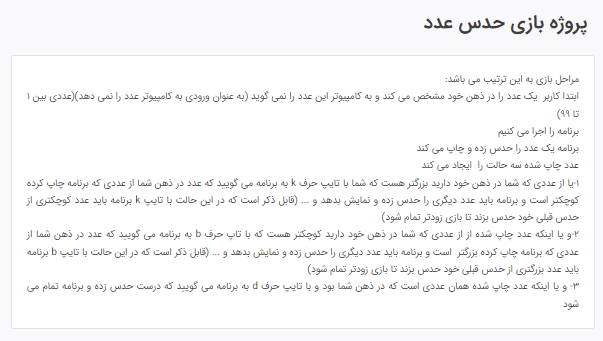 پروژه بازی حدس عدد
مراحل بازی به این ترتیب می باشد:
ابتدا کاربر یک عدد را در ذهن خود مشخص می کند و به کامپیوتر این عدد را نمی گوید (به عنوان ورودی به کامپیوتر عدد را نمی دهد)(عددی بین ۱
تا ۹۹)
برنامه را اجرا می کنیم
برنامه یک عدد را حدس زده و چاپ می کند
عدد چاپ شده سه حالت را ایجاد می کند
۱-یا از عددی که شما در ذهن خود دارید بزرگتر هست که شما با تایپ حرف k به برنامه می گویید که عدد در ذهن شما از عددی که برنامه چاپ کرده
کوچکتر است و برنامه باید عدد دیگری را حدس زده و نمایش بدهد و ... (قابل ذکر است که در این حالت با تایپ k برنامه باید عدد کوچکتری از
حدس قبلی خود حدس بزند تا بازی زودتر تمام شود)
۲-و یا اینکه عدد چاپ شده از از عددی که شما در ذهن خود دارید کوچکتر هست که با تاپ حرف b به برنامه می گویید که عدد در ذهن شما از
عددی که برنامه چاپ کرده بزرگتر است و برنامه باید عدد دیگری را حدس زده و نمایش بدهد و ... (قابل ذکر است که در این حالت با تایپ b برنامه
باید عدد بزرگتری از حدس قبلی خود حدس بزند تا بازی زودتر تمام شود)
۳- و یا اینکه عدد چاپ شده همان عددی است که در ذهن شما بود و با تایپ حرف d به برنامه می گویید که درست حدس زده و برنامه تمام می
شود